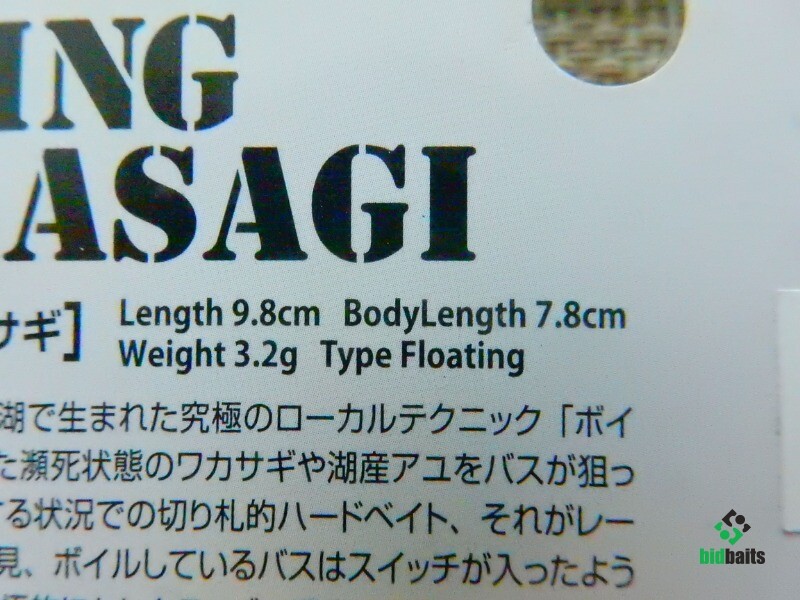 ING
ASAGI
サギ]
Length 9.8cm BodyLength 7.8cm
Weight 3.2g Type Floating
湖で生まれた究極のローカルテクニック「ボイ
た瀕死状態のワカサギや湖産アユをバスが狙っ
する状況での切り札的ハードベイト、それがレー
見、ボイルしているバスはスイッチが入ったよう
bidbaits